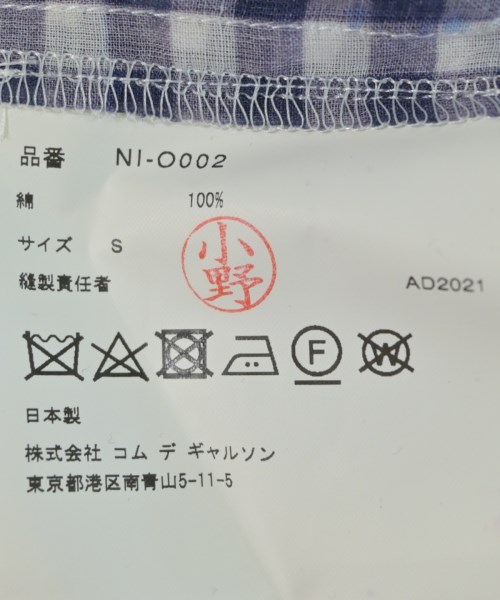 品番 NI-O002
綿 100%
サイズ S
小野
縫製責任者 AD2021
F W
日本製
株式会社 コム デ ギャルソン
東京都港区南青山5-11-5